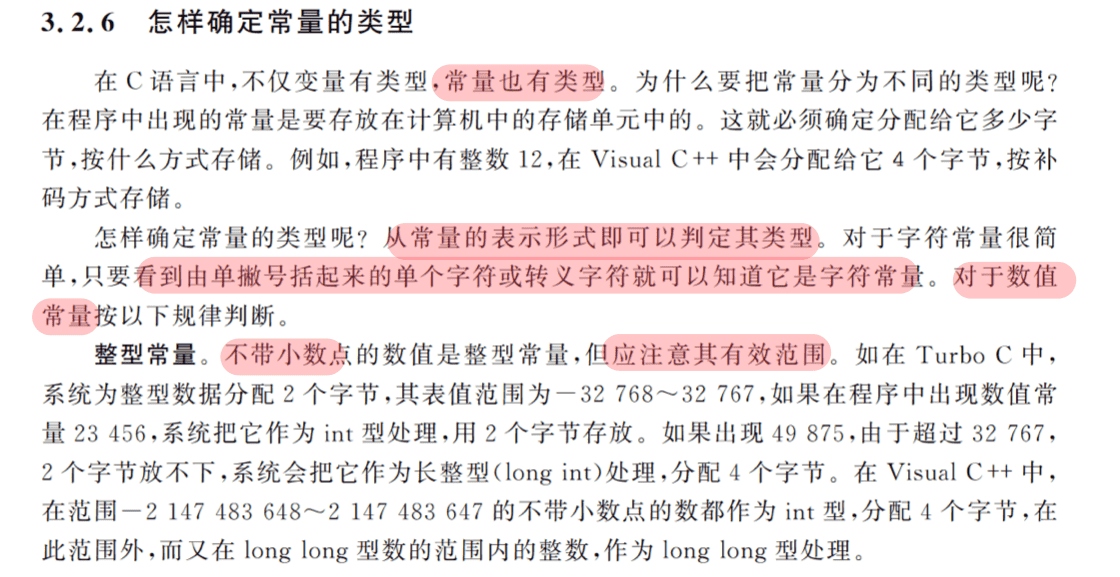 3.2.6 怎样确定常量的类型
在 C 语言中,不仅变量有类型,常量也有类型。为什么要把常量分为不同的类型呢?
在程序中出现的常量是要存放在计算机中的存储单元中的。这就必须确定分配给它多少字
节,按什么方式存储。例如,程序中有整数 12,在 Visual C++ 中会分配给它 4 个字节,按补
码方式存储。
怎样确定常量的类型呢? 从常量的表示形式即可以判定其类型。对于字符常量很简
单,只要看到由单撇号括起来的单个字符或转义字符就可以知道它是字符常量。对于数值
常量按以下规律判断。
整型常量。不带小数点的数值是整型常量,但应注意其有效范围。如在 Turbo C 中,
系统为整型数据分配 2 个字节,其表值范围为-32 768~32 767,如果在程序中出现数值常
量 23 456,系统把它作为 int 型处理,用 2 个字节存放。如果出现 49 875,由于超过 32 767,
2 个字节放不下,系统会把它作为长整型(long int)处理,分配 4 个字节。在 Visual C++ 中,
在范围-2 147 483 648~2 147 483 647 的不带小数点的数都作为 int 型,分配 4 个字节,在
此范围外,而又在 long long 型数的范围内的整数,作为 long long 型处理。